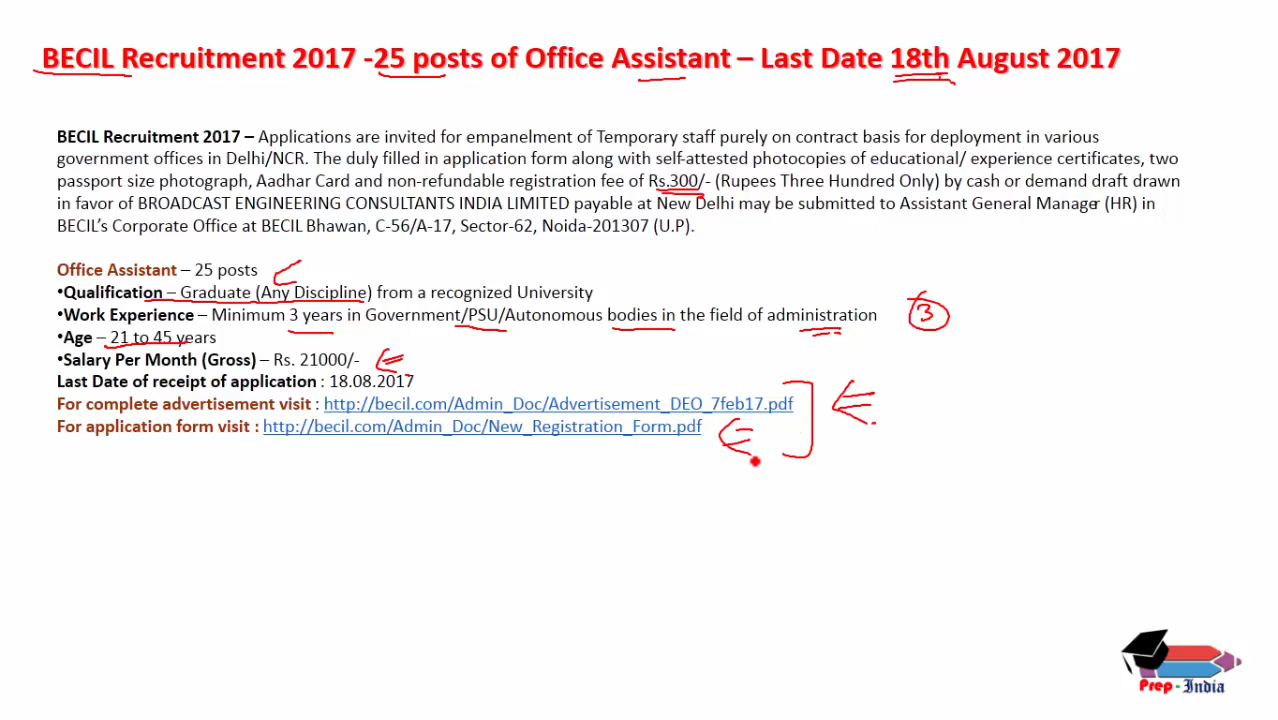 BECIL Recruitment 2017 -25 posts of Office Assistant – Last Date 18th August 2017
BECIL Recruitment 2017 – Applications are invited for empanelment of Temporary staff purely on contract basis for deployment in various
government offices in Delhi/NCR. The duly filled in application form along with self-attested photocopies of educational/ experience certificates, two
passport size photograph, Aadhar Card and non-refundable registration fee of Rs.300/- (Rupees Three Hundred Only) by cash or demand draft drawn
in favor of BROADCAST ENGINEERING CONSULTANTS INDIA LIMITED payable at New Delhi may be submitted to Assistant General Manager (HR) in
BECIL's Corporate Office at BECIL Bhawan, C-56/A-17, Sector-62, Noida-201307 (U.P).
Office Assistant – 25 posts
•Qualification – Graduate (Any Discipline) from a recognized University
•Work Experience – Minimum 3 years in Government/PSU/Autonomous bodies in the field of administration
3
•Age – 21 to 45 years
•Salary Per Month (Gross) – Rs. 21000/-
Last Date of receipt of application : 18.08.2017
For complete advertisement visit : http://becil.com/Admin_Doc/Advertisement_DEO_7feb17.pdf
For application form visit : http://becil.com/Admin_Doc/New_Registration_Form.pdf
Prep - India